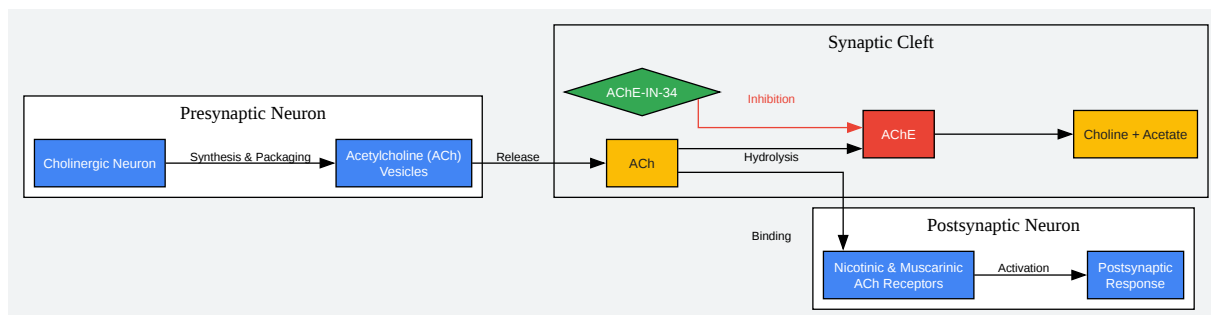 Synaptic Cleft
AChE-IN-34
Inhibition
Presynaptic Neuron
AChE
Choline + Acetate
Cholinergic Neuron
Synthesis & Packaging
Acetylcholine (ACh)
Vesicles
Release
ACh
Hydrolysis
Postsynaptic Neuron
Binding
Nicotinic & Muscarinic
ACh Receptors
Activation
Postsynaptic
Response